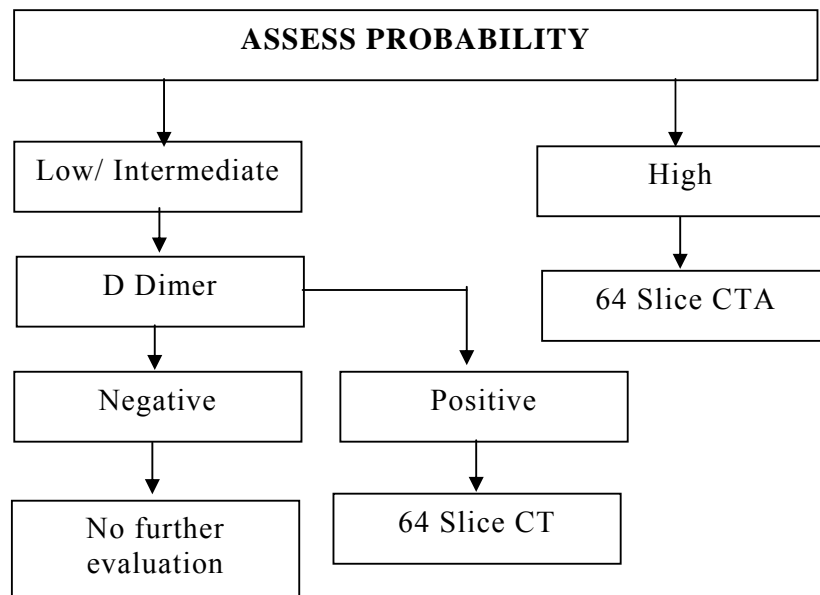 ASSESS PROBABILITY
Low/ Intermediate
High
D Dimer
64 Slice CTA
Negative
Positive
No further
evaluation
64 Slice CT